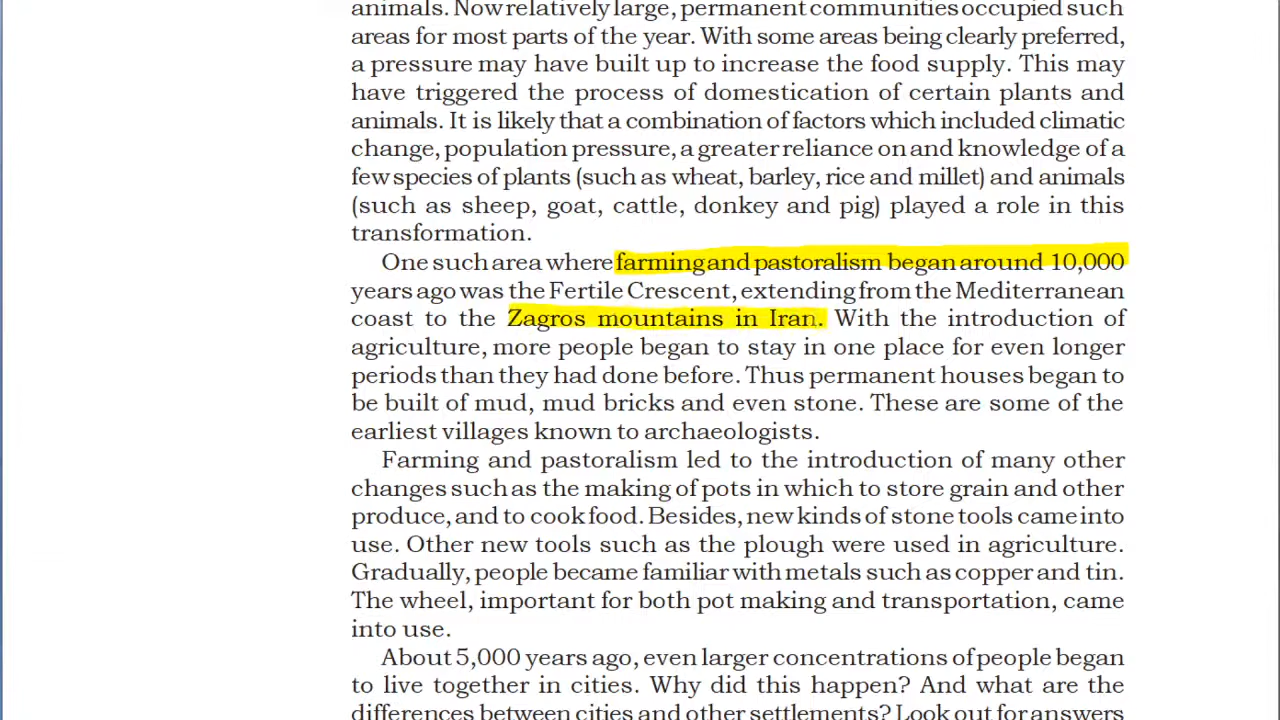 animals. Now relatively large, permanent communities occupied such
areas for most parts of the year. With some areas being clearly preferred,
a pressure may have built up to increase the food supply. This may
have triggered the process of domestication of certain plants and
animals. It is likely that a combination of factors which included climatic
change, population pressure, a greater reliance on and knowledge of a
few species of plants (such as wheat, barley, rice and millet) and animals
(such as sheep, goat, cattle, donkey and pig) played a role in this
transformation.
One such area where farming and pastoralism began around 10,000
years ago was the Fertile Crescent, extending from the Mediterranean
coast to the Zagros mountains in Iran. With the introduction of
agriculture, more people began to stay in one place for even longer
periods than they had done before. Thus permanent houses began to
be built of mud, mud bricks and even stone. These are some of the
earliest villages known to archaeologists.
Farming and pastoralism led to the introduction of many other
changes such as the making of pots in which to store grain and other
produce, and to cook food. Besides, new kinds of stone tools came into
use. Other new tools such as the plough were used in agriculture.
Gradually, people became familiar with metals such as copper and tin.
The wheel, important for both pot making and transportation, came
into use.
About 5,000 years ago, even larger concentrations of people began
to live together in cities. Why did this happen? And what are the
differences between cities and other settlements? Look out for answers